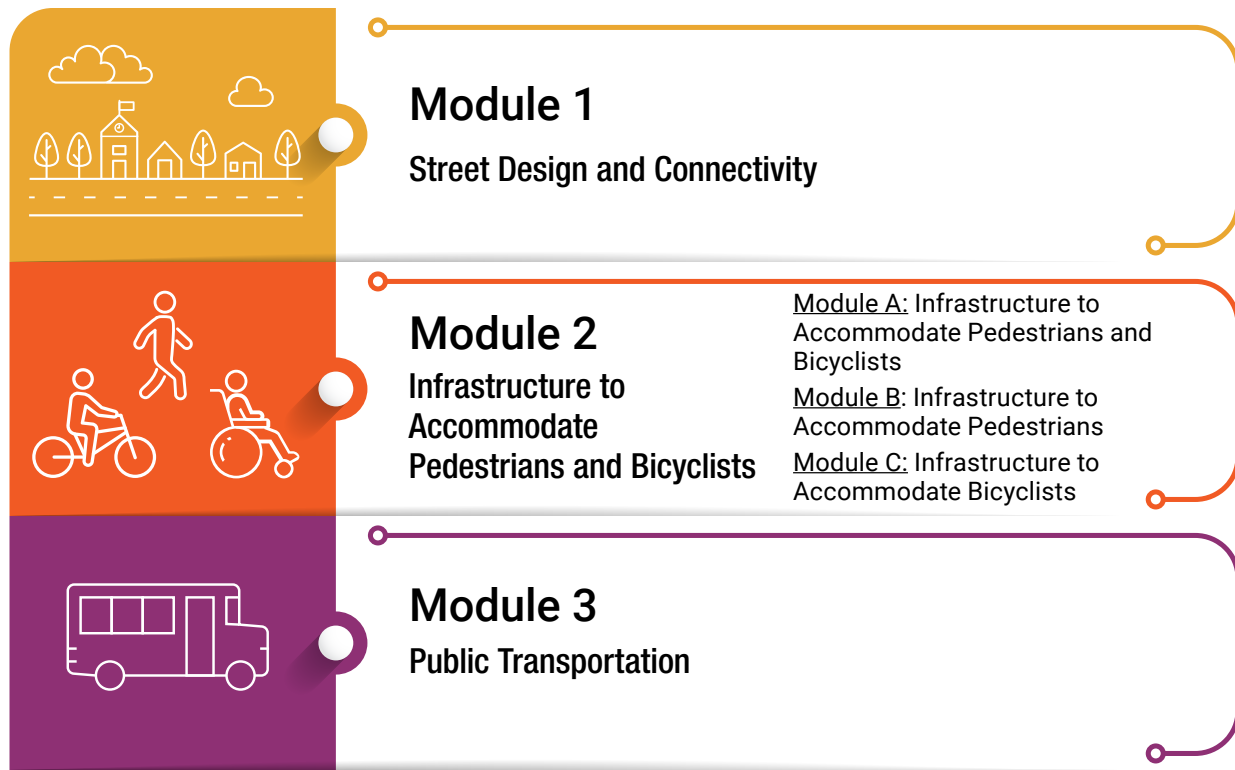 Module 1
Street Design and Connectivity
Module 2
Infrastructure to
Accommodate
Pedestrians and Bicyclists
Module A: Infrastructure to
Accommodate Pedestrians and
Bicyclists
Module B: Infrastructure to
Accommodate Pedestrians
Module C: Infrastructure to
Accommodate Bicyclists
Module 3
Public Transportation